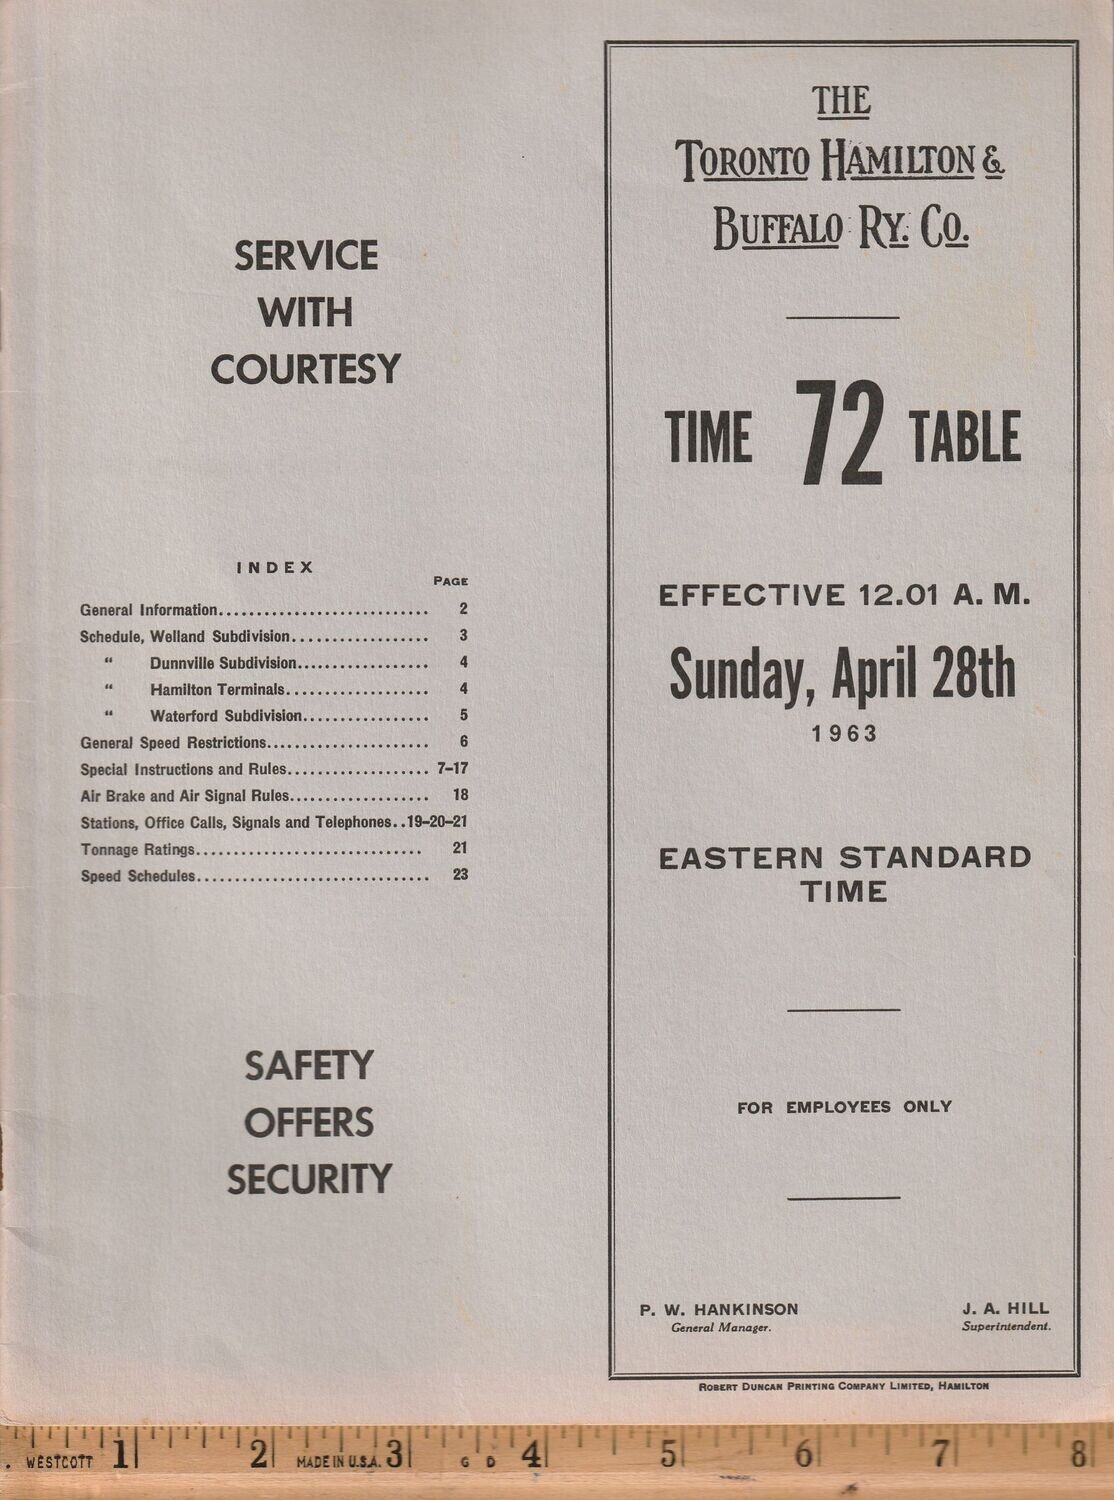 SERVICE
WITH
COURTESY
INDEX
PAGE
General Information............................ 2
Schedule, Welland Subdivision.................. 3
“ Dunnville Subdivision.................. 4
“ Hamilton Terminals................... 4
“ Waterford Subdivision................. 5
General Speed Restrictions...................... 6
Special Instructions and Rules................... 7-17
Air Brake and Air Signal Rules................... 18
Stations, Office Calls, Signals and Telephones..19-20-21
Tonnage Ratings.............................. 21
Speed Schedules............................... 23
SAFETY
OFFERS
SECURITY
THE
TORONTO HAMILTON &
BUFFALO RY. CO.
TIME 72 TABLE
EFFECTIVE 12.01 A. M.
Sunday, April 28th
1963
EASTERN STANDARD
TIME
FOR EMPLOYEES ONLY
P. W. HANKINSON
General Manager.
J. A. HILL
Superintendent.
ROBERT DUNCAN PRINTING COMPANY LIMITED, HAMILTON
WESTCOTT 1 2 MADE IN U.S.A. 3 G D 4 5 6 7 8